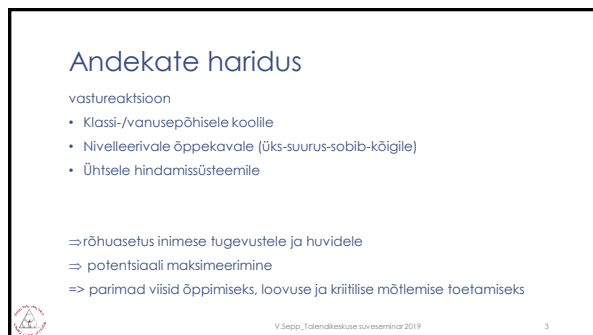 Andekate haridus
vastureaktsioon
• Klassi-/vanusepõhisele koolile
• Nivelleerivale õppekavale (üks-suurus-sobib-kõigile)
• Ühtsele hindamissüsteemile
⇒ rõhuasetus inimese tugevustele ja huvidele
⇒ potentsiaali maksimeerimine
=> parimad viisid õppimiseks, loovuse ja kriitilise mõtlemise toetamiseks
V.Sepp_Talendikeskuse suveseminar 2019
3